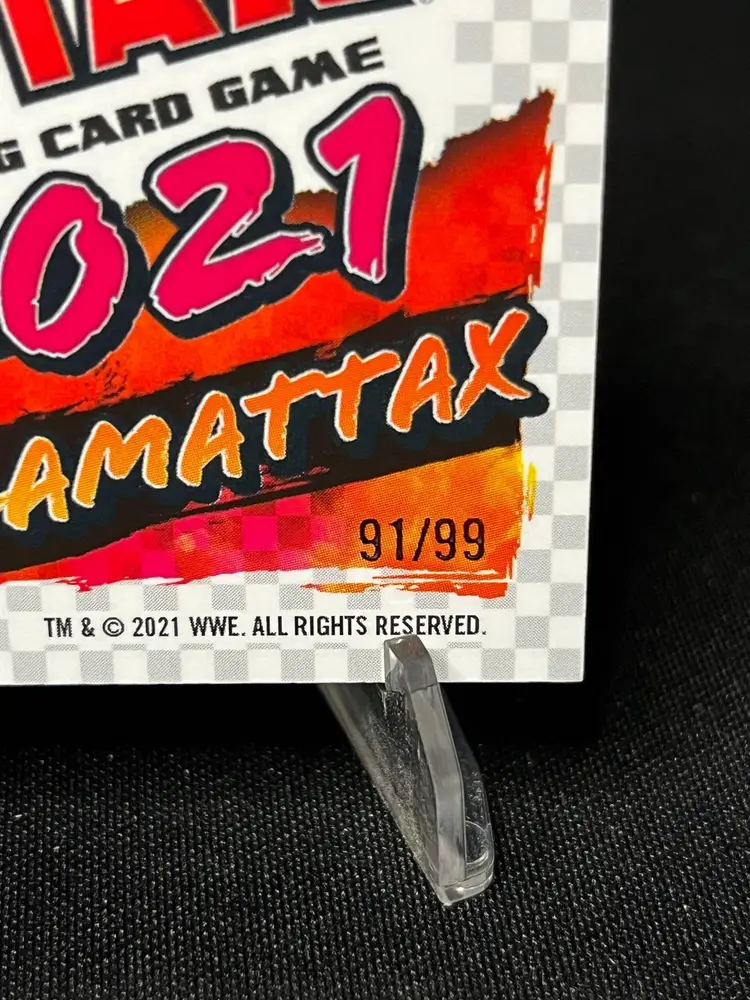 G CARD GAME
021
AMATTAX
91/99
TM & © 2021 WWE. ALL RIGHTS RESERVED.